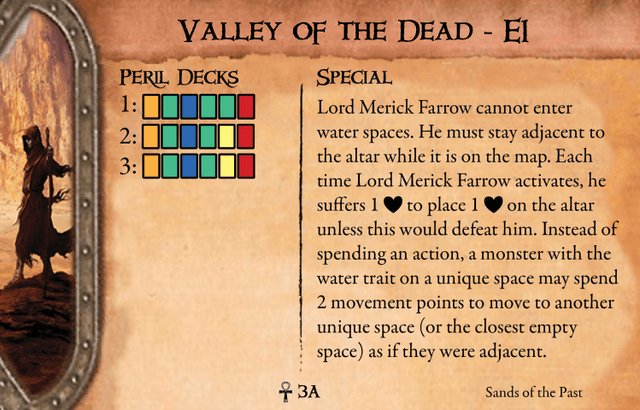 VALLEY OF THE DEAD - EI
PERIL DECKS
1:
2:
3:
SPECIAL
Lord Merick Farrow cannot enter
water spaces. He must stay adjacent to
the altar while it is on the map. Each
time Lord Merick Farrow activates, he
suffers 1 ♥ to place 1 ♥ on the altar
unless this would defeat him. Instead of
spending an action, a monster with the
water trait on a unique space may spend
2 movement points to move to another
unique space (or the closest empty
space) as if they were adjacent.
☥ 3A
Sands of the Past